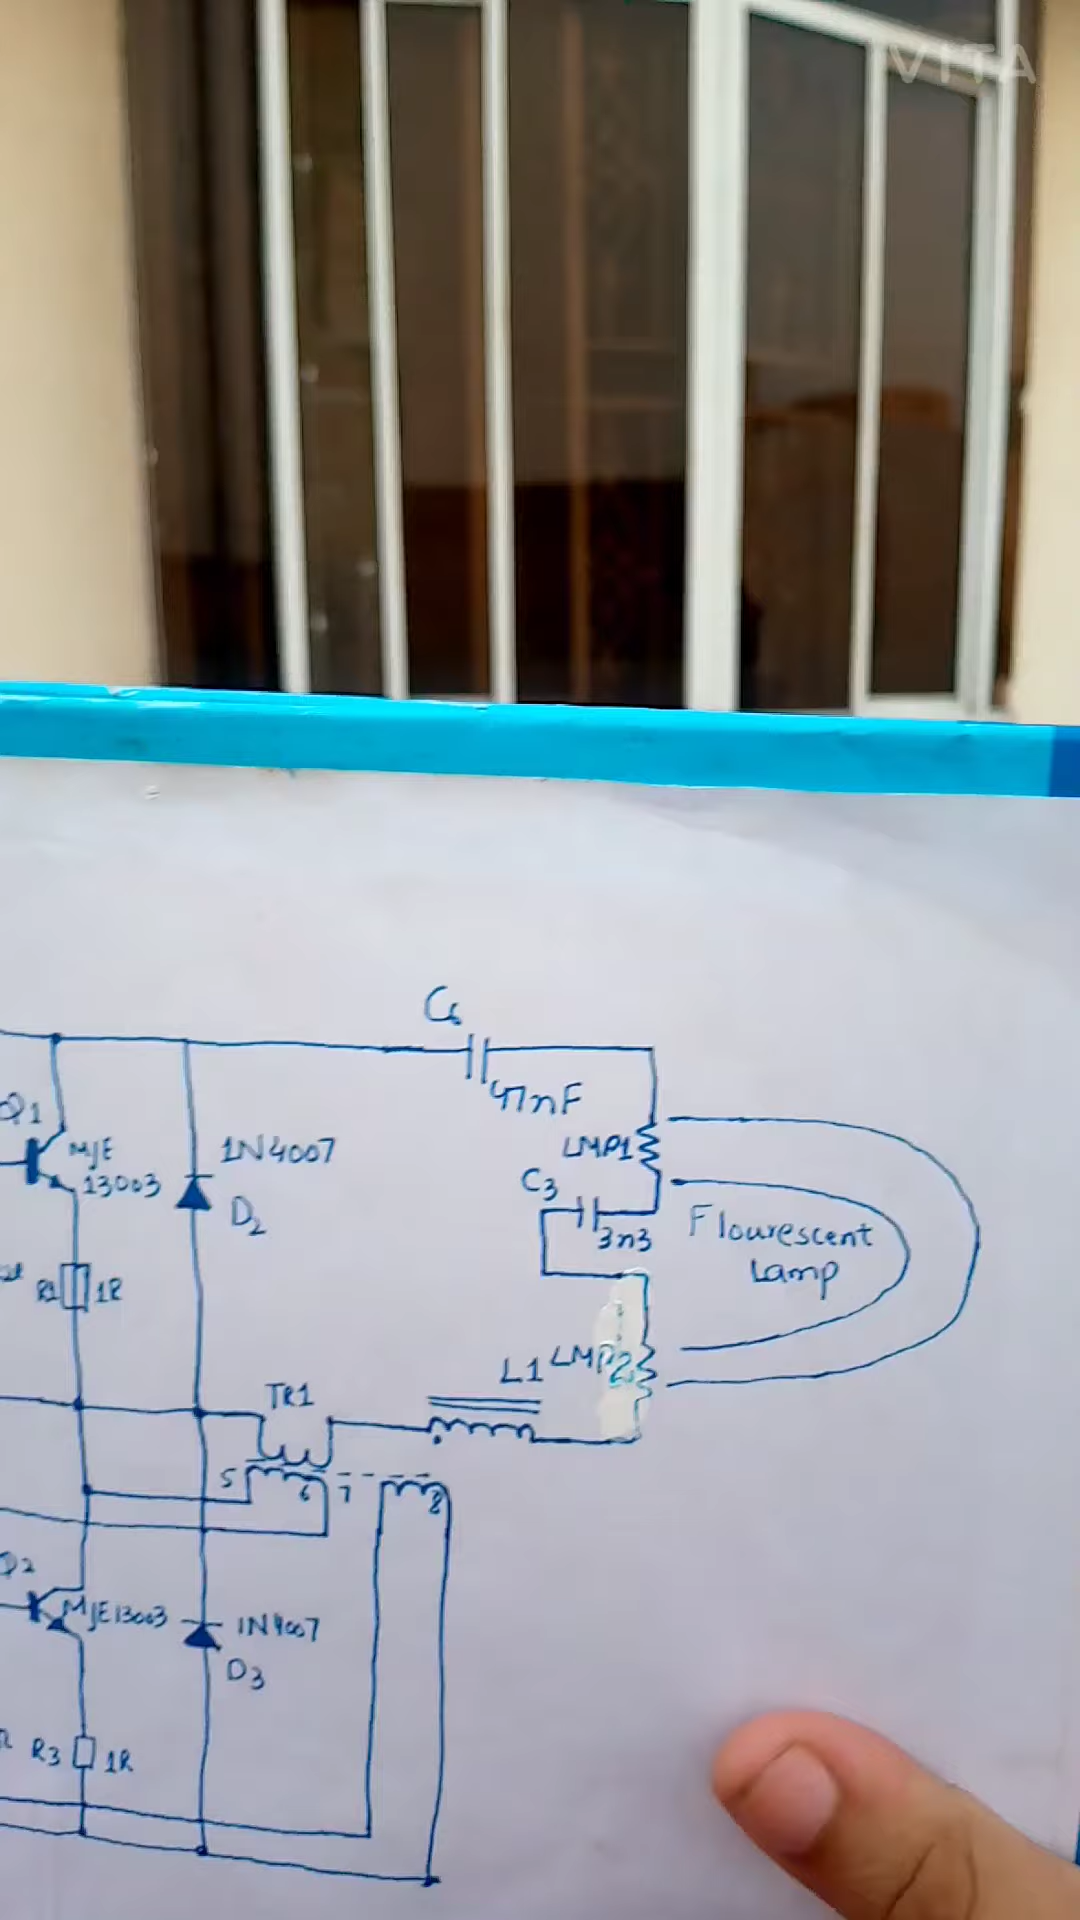 VITA
C6
47nF
Q1
MJE
13003
1N4007
D2
LMP1
C3
3n3
Flourescent
Lamp
R1
1R
L1
LMP2
TR1
5
6
7
8
Q2
MJE13003
1N4007
D3
R3
1R